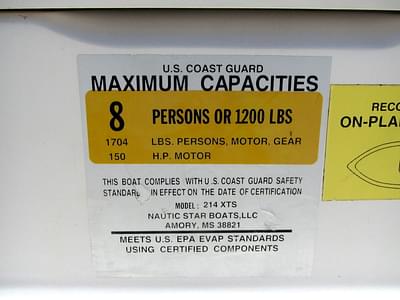 U.S. COAST GUARD
MAXIMUM CAPACITIES
8 PERSONS OR 1200 LBS
1704 LBS. PERSONS, MOTOR, GEAR
150 H.P. MOTOR
THIS BOAT COMPLIES WITH U.S. COAST GUARD SAFETY
STANDARDS IN EFFECT ON THE DATE OF CERTIFICATION
MODEL: 214 XTS
NAUTIC STAR BOATS, LLC
AMORY, MS 38821
MEETS U.S. EPA EVAP STANDARDS
USING CERTIFIED COMPONENTS
RECO
ON-PLA